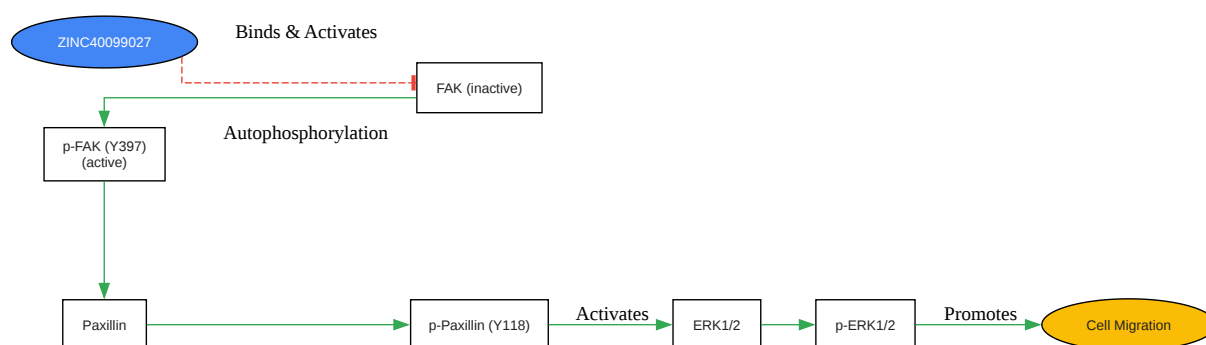 ZINC40099027
Binds & Activates
FAK (inactive)
Autophosphorylation
p-FAK (Y397)
(active)
Paxillin
p-Paxillin (Y118)
Activates
ERK1/2
p-ERK1/2
Promotes
Cell Migration